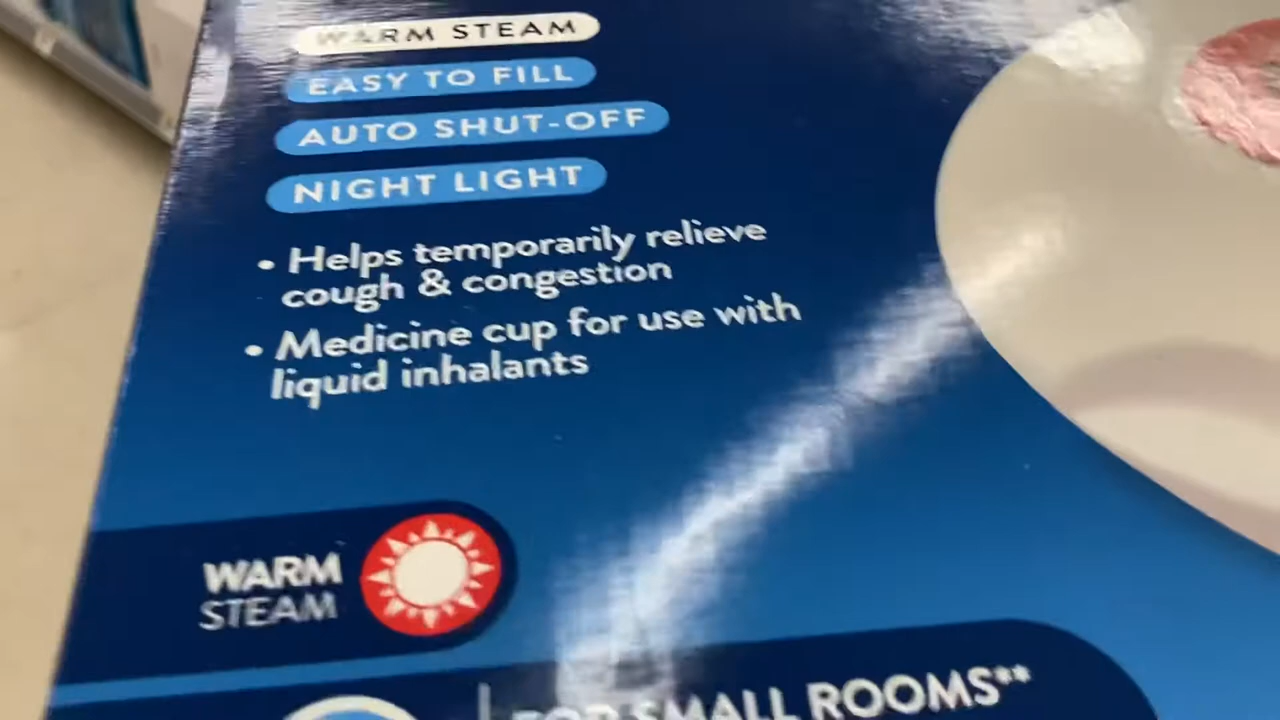 WARM STEAM
EASY TO FILL
AUTO SHUT-OFF
NIGHT LIGHT
• Helps temporarily relieve
cough & congestion
• Medicine cup for use with
liquid inhalants
WARM
STEAM
FOR SMALL ROOMS**